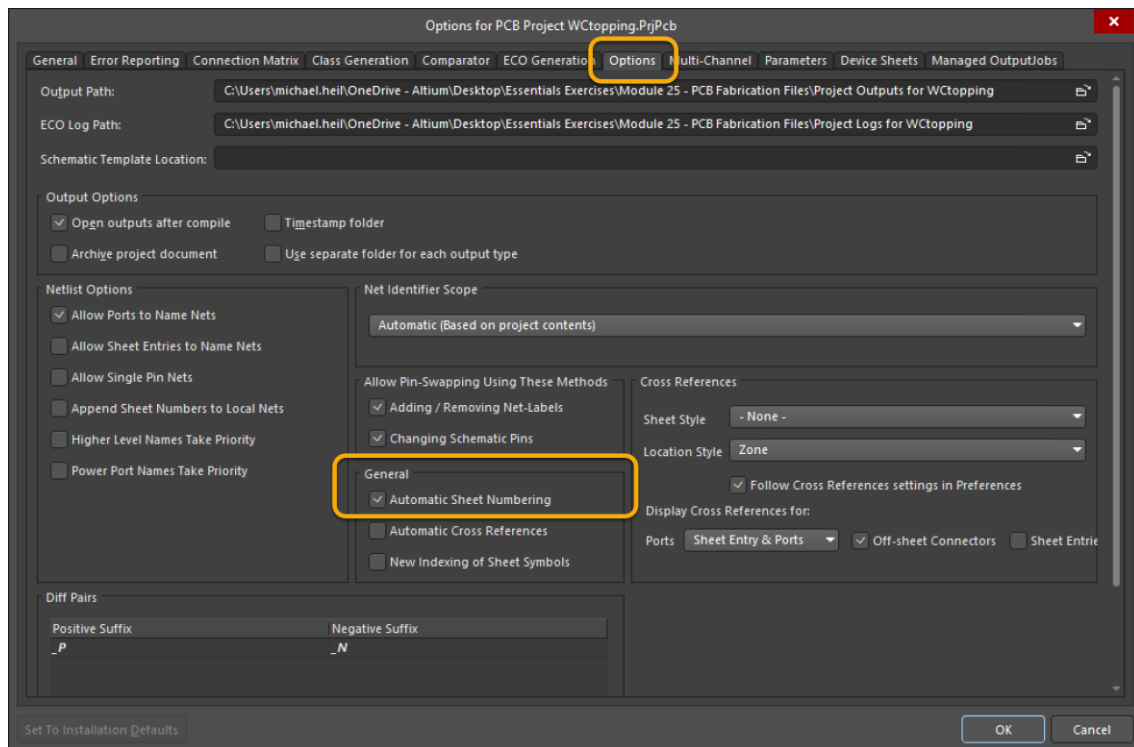 Options for PCB Project WCtopping.PrjPcb
General Error Reporting Connection Matrix Class Generation Comparator ECO Generation Options Multi-Channel Parameters Device Sheets Managed OutputJobs
Output Path: C:\Users\michael.heil\OneDrive - Altium\Desktop\Essentials Exercises\Module 25 - PCB Fabrication Files\Project Outputs for WCtopping
ECO Log Path: C:\Users\michael.heil\OneDrive - Altium\Desktop\Essentials Exercises\Module 25 - PCB Fabrication Files\Project Logs for WCtopping
Schematic Template Location:
Output Options
Open outputs after compile Timestamp folder
Archive project document Use separate folder for each output type
Netlist Options
Allow Ports to Name Nets
Allow Sheet Entries to Name Nets
Allow Single Pin Nets
Append Sheet Numbers to Local Nets
Higher Level Names Take Priority
Power Port Names Take Priority
Net Identifier Scope
Automatic (Based on project contents)
Allow Pin-Swapping Using These Methods
Adding / Removing Net-Labels
Changing Schematic Pins
General
Automatic Sheet Numbering
Automatic Cross References
New Indexing of Sheet Symbols
Cross References
Sheet Style - None -
Location Style Zone
Follow Cross References settings in Preferences
Display Cross References for:
Ports Sheet Entry & Ports Off-sheet Connectors Sheet Entrie
Diff Pairs
Positive Suffix Negative Suffix
_P _N
Set To Installation Defaults OK Cancel